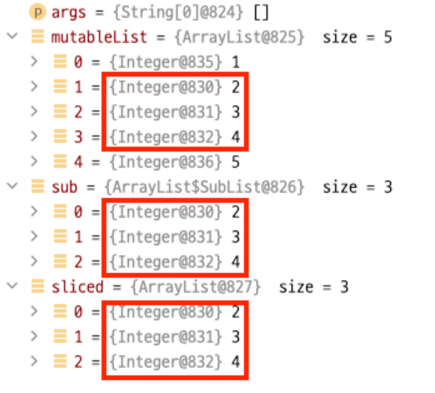 args = {String[0]@824} []
mutableList = {ArrayList@825} size = 5
0 = {Integer@835} 1
1 = {Integer@830} 2
2 = {Integer@831} 3
3 = {Integer@832} 4
4 = {Integer@836} 5
sub = {ArrayList$SubList@826} size = 3
0 = {Integer@830} 2
1 = {Integer@831} 3
2 = {Integer@832} 4
sliced = {ArrayList@827} size = 3
0 = {Integer@830} 2
1 = {Integer@831} 3
2 = {Integer@832} 4